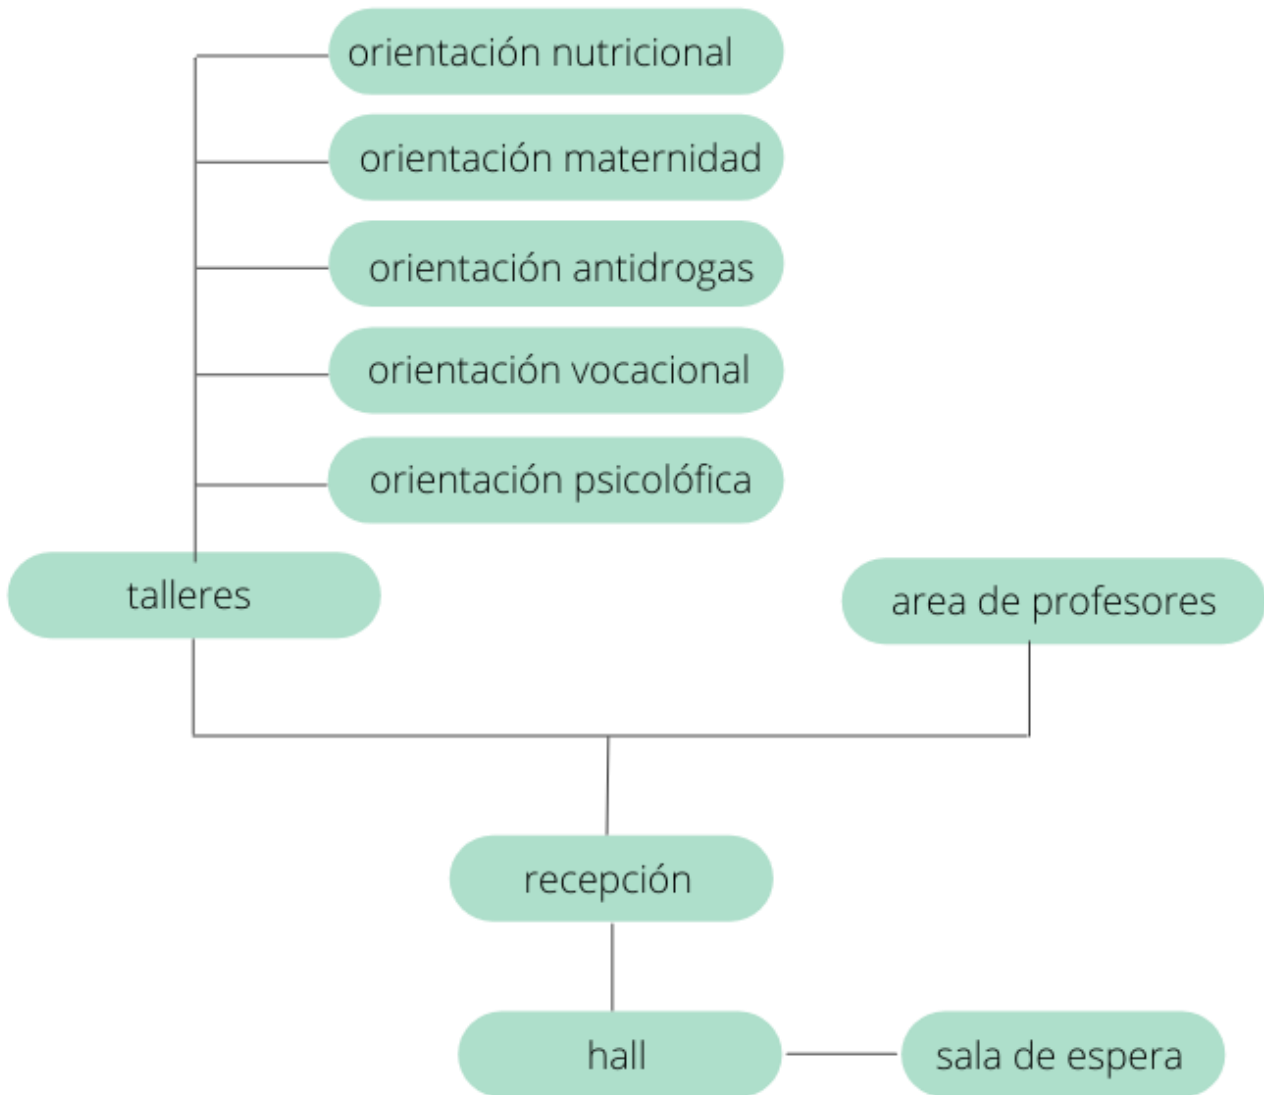 orientación nutricional
orientación maternidad
orientación antidrogas
orientación vocacional
orientación psicolófica
talleres
area de profesores
recepción
hall
sala de espera